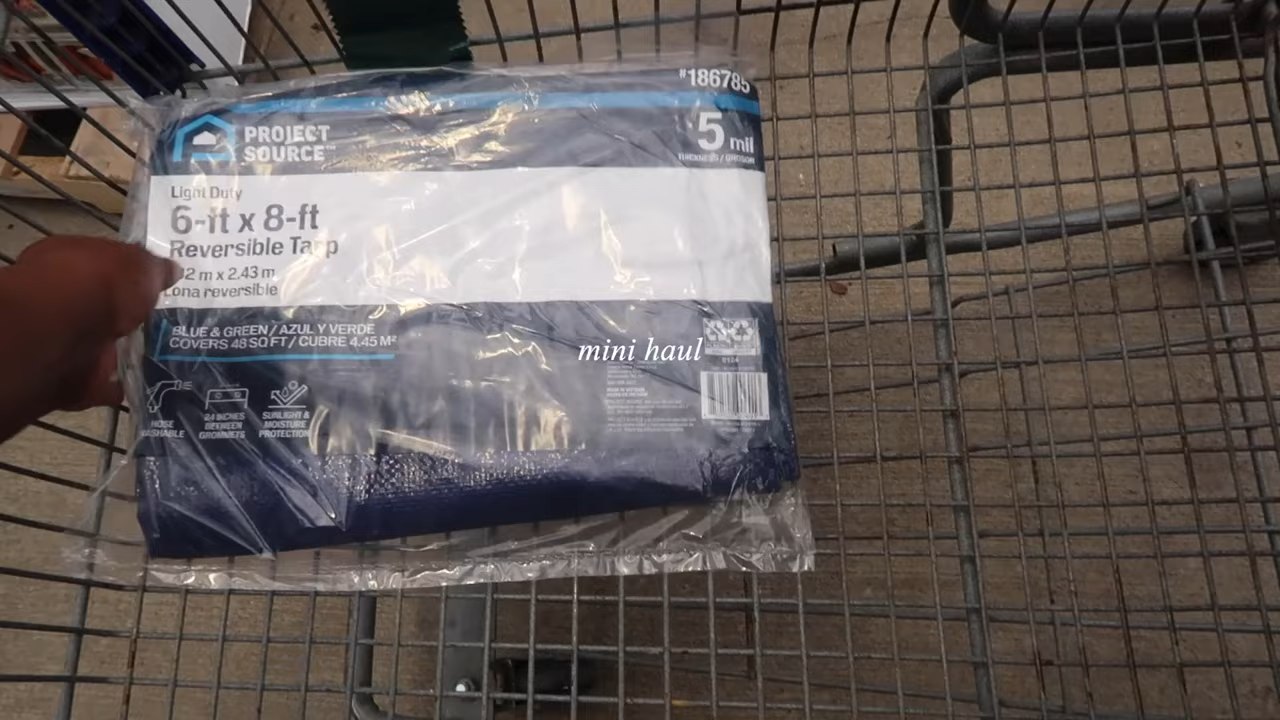 #186785
PROJECT
SOURCE™
5 mil
Light Duty
6-ft x 8-ft
Reversible Tarp
m x 2.43 m
Lona reversible
BLUE & GREEN / AZUL Y VERDE
COVERS 48 SQ FT / CUBRE 4.45 M²
mini haul
HOSE
WASHABLE
24 INCHES
BETWEEN
GROMMETS
SUNLIGHT &
MOISTURE
PROTECTION